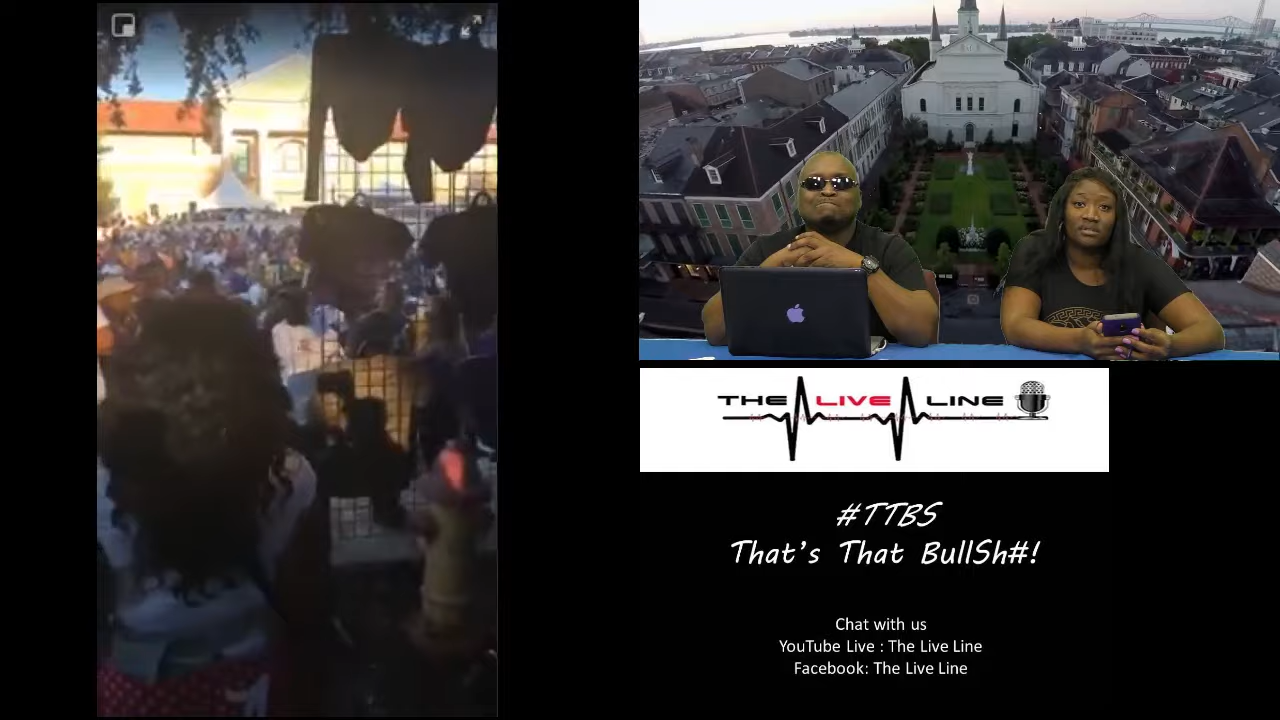 THE LIVE LINE
#TTBS
That's That BullSh#!
Chat with us
YouTube Live : The Live Line
Facebook: The Live Line